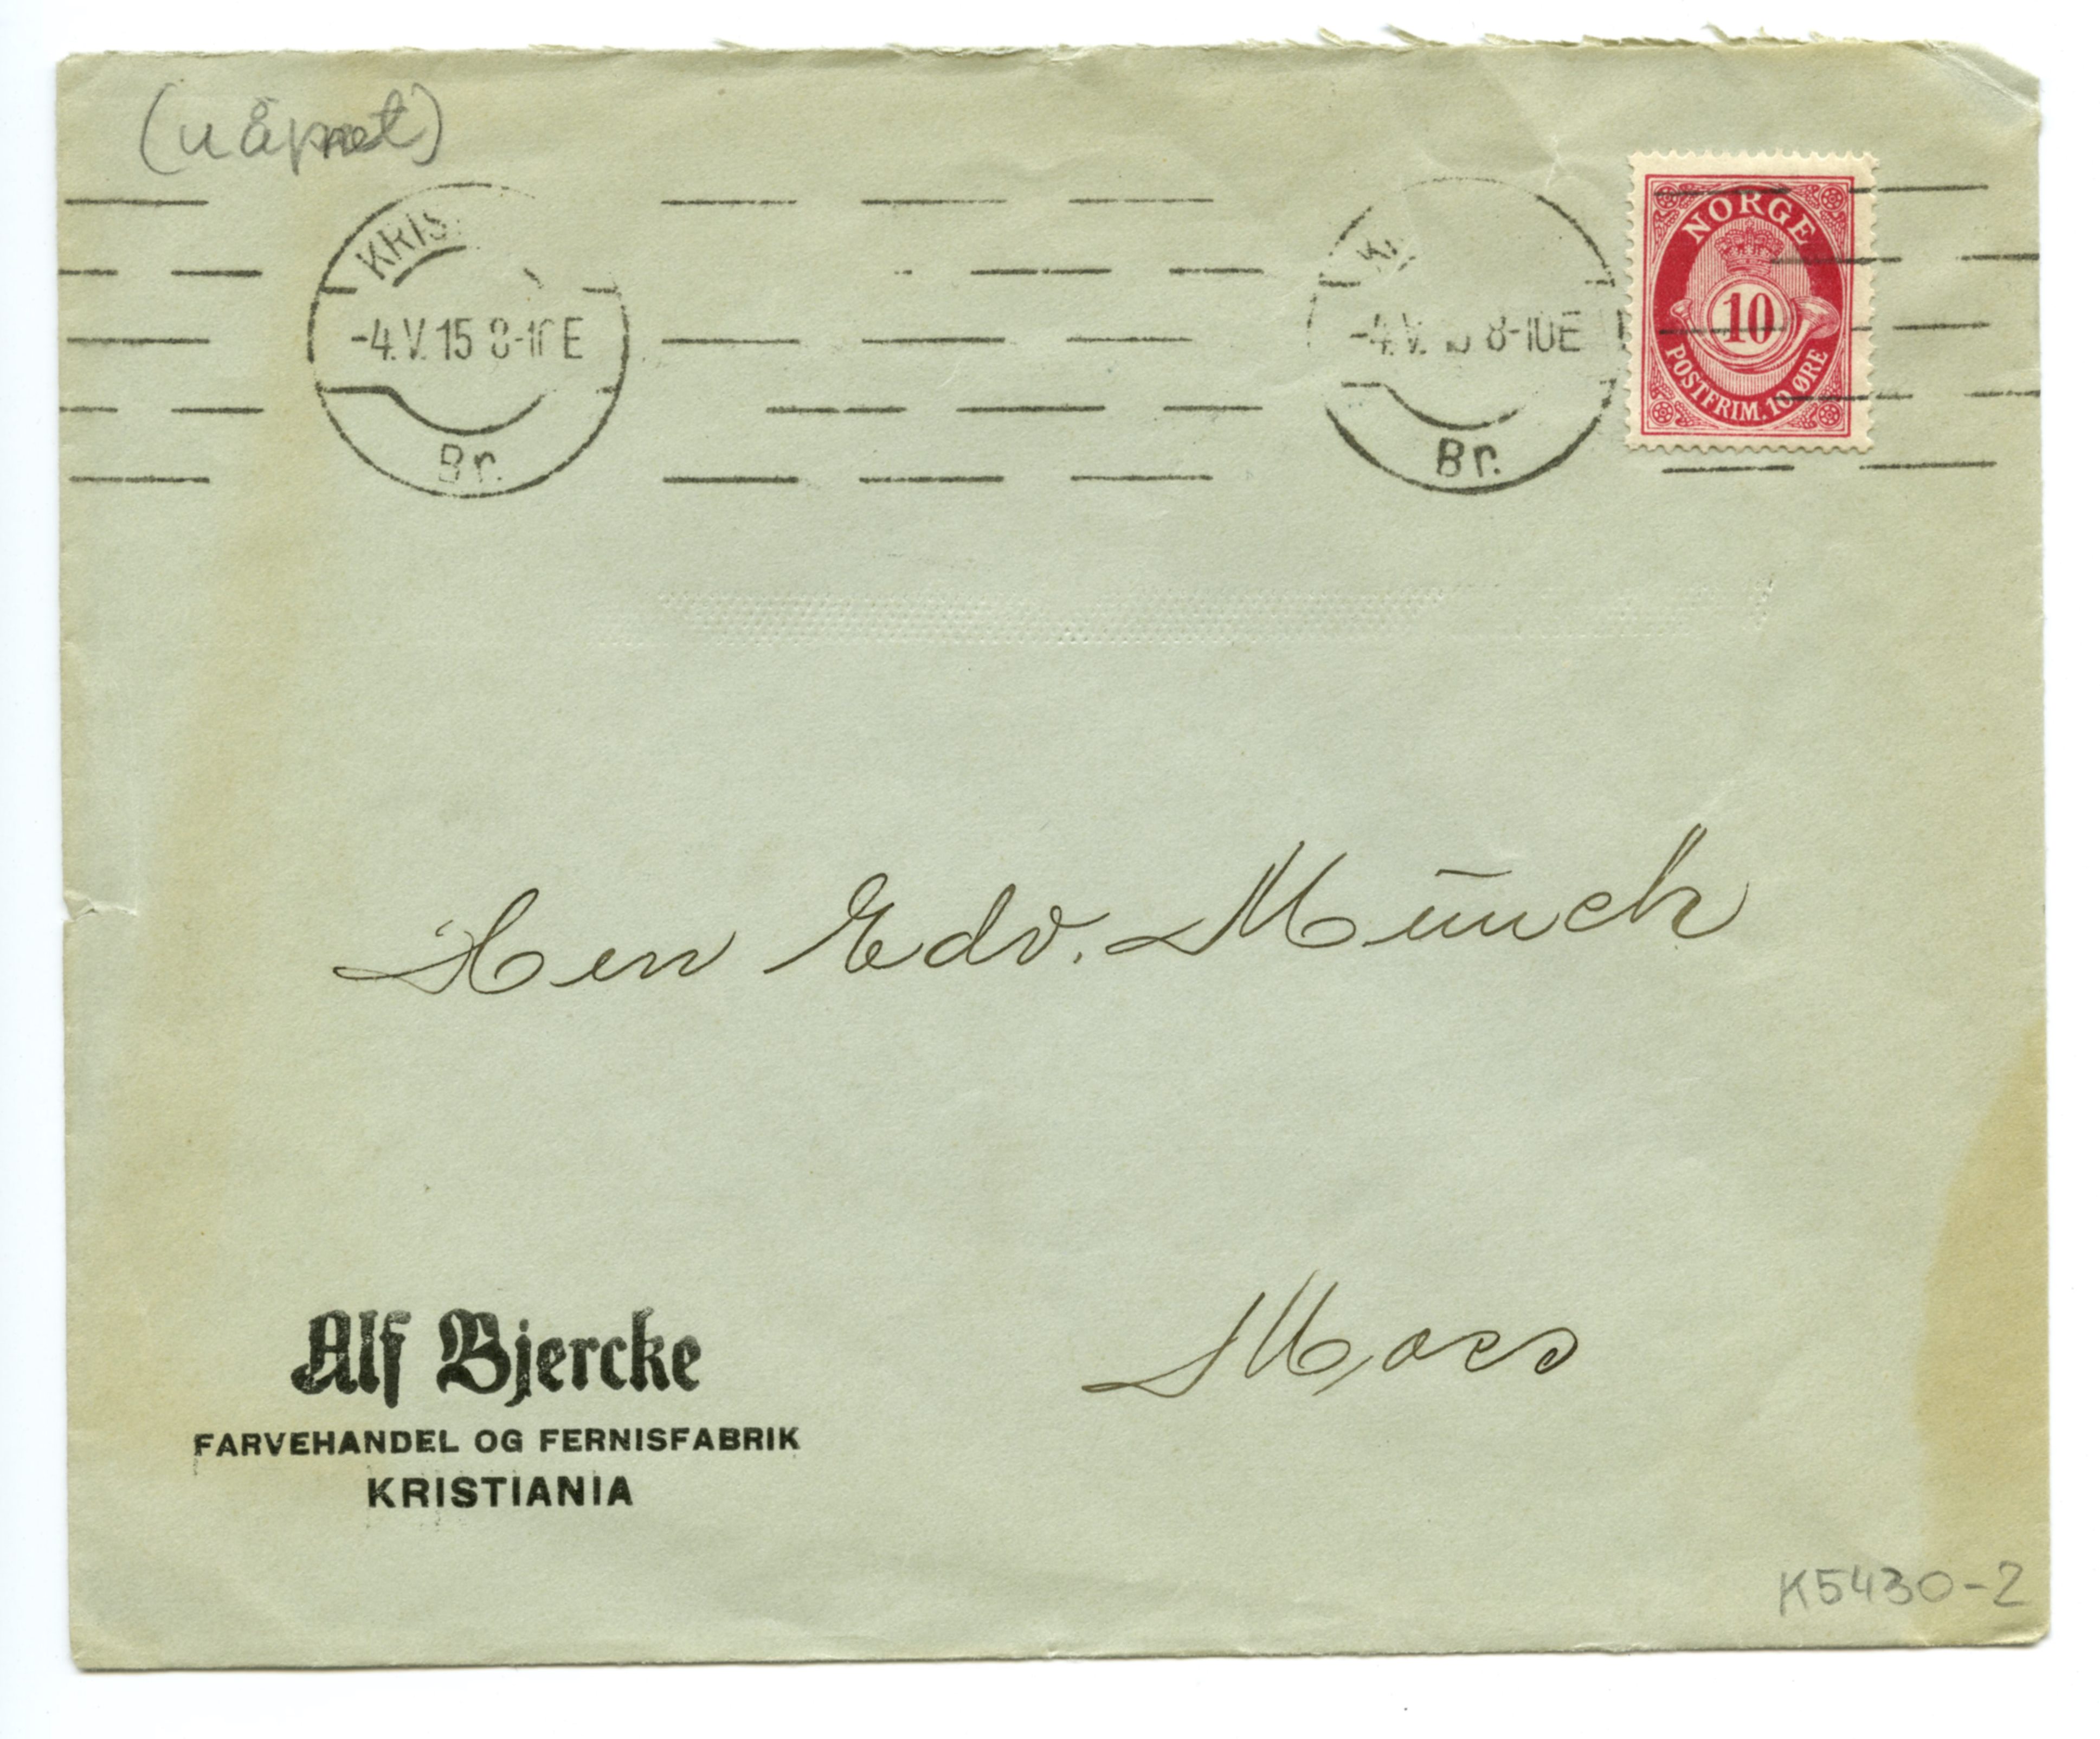 (uåpnet)
KRIS
-4.V.15 8-10E
Br.
-4.V. 8-10E
Br.
NORGE
10
POSTFRIM. 10 ØRE
Herr Edv. Munch
Moss
Alf Bjercke
FARVEHANDEL OG FERNISFABRIK
KRISTIANIA
K5430-2